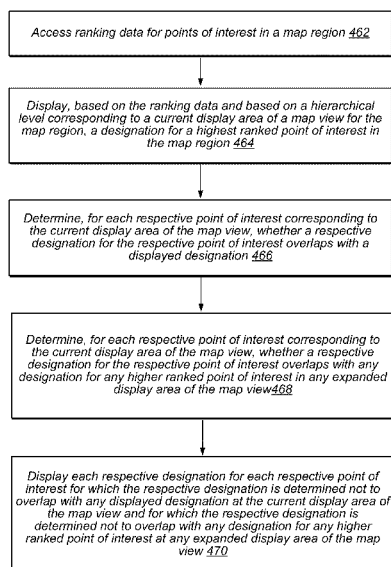 Access ranking data for points of interest in a map region 462
Display, based on the ranking data and based on a hierarchical
level corresponding to a current display area of a map view for
the map region, a designation for a highest ranked point of interest in
the map region 464
Determine, for each respective point of interest corresponding to
the current display area of the map view, whether a respective
designation for the respective point of interest overlaps with a
displayed designation 466
Determine, for each respective point of interest corresponding to
the current display area of the map view, whether a respective
designation for the respective point of interest overlaps with any
designation for any higher ranked point of interest in any expanded
display area of the map view468
Display each respective designation for each respective point of
interest for which the respective designation is determined not to
overlap with any displayed designation at the current display area of
the map view and for which the respective designation is
determined not to overlap with any designation for any higher
ranked point of interest at any expanded display area of the map
view 470